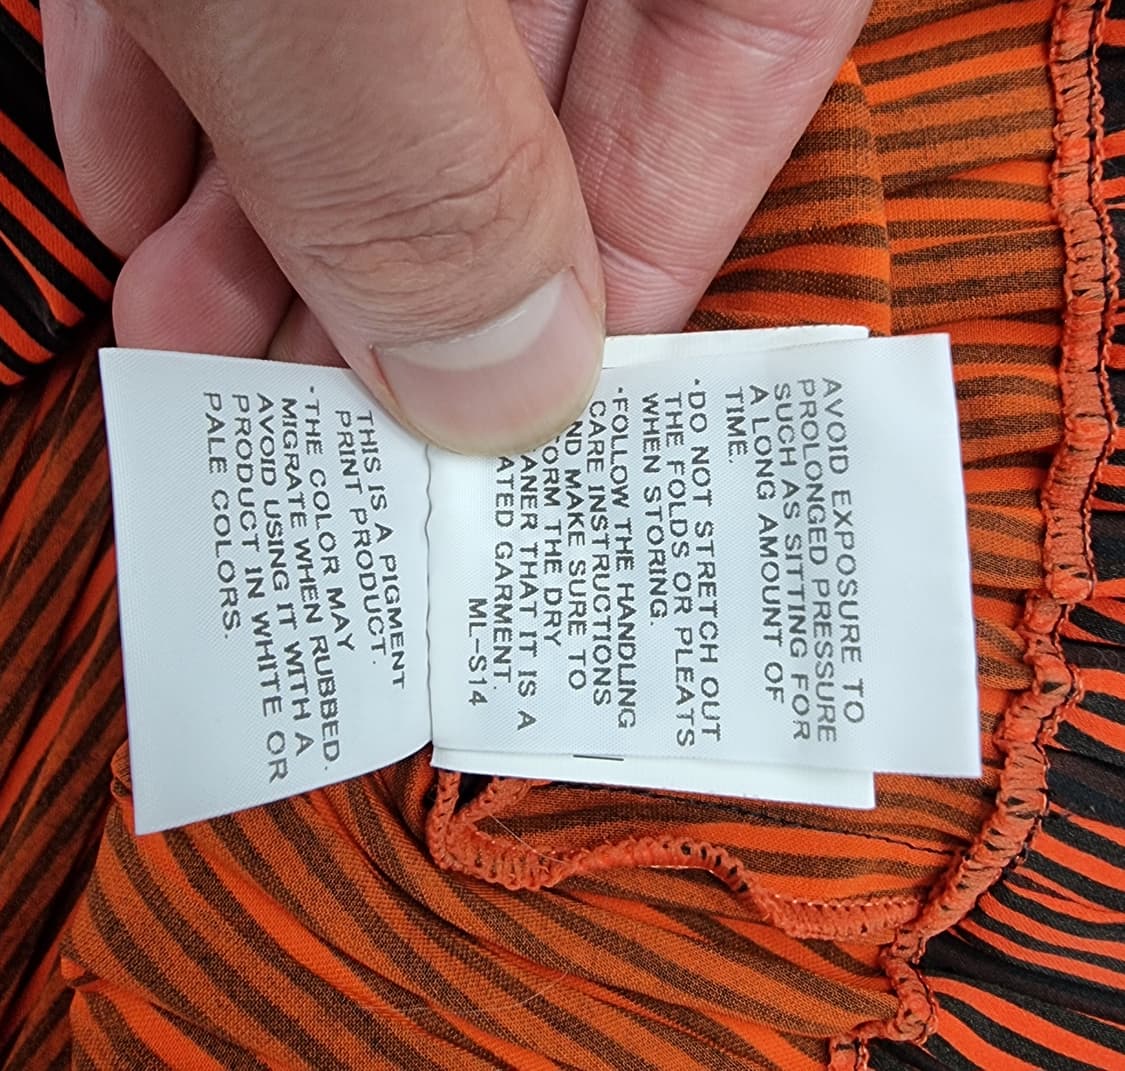 AVOID EXPOSURE TO
PROLONGED PRESSURE
SUCH AS SITTING FOR
A LONG AMOUNT OF
TIME.
·DO NOT STRETCH OUT
THE FOLDS OR PLEATS
WHEN STORING.
·FOLLOW THE HANDLING
CARE INSTRUCTIONS
ND MAKE SURE TO
ORM THE DRY
ANER THAT IT IS A
ATED GARMENT.
ML-S14
THIS IS A PIGMENT
PRINT PRODUCT.
·THE COLOR MAY
MIGRATE WHEN RUBBED.
AVOID USING IT WITH A
PRODUCT IN WHITE OR
PALE COLORS.